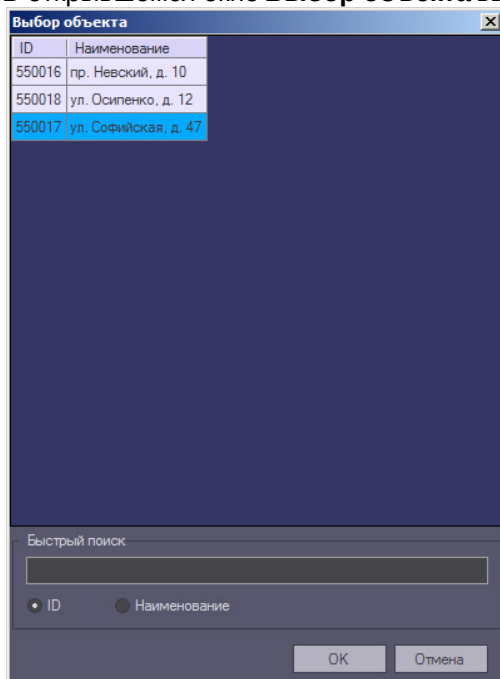 Выбор объекта
ID Наименование
550016 пр. Невский, д. 10
550018 ул. Осипенко, д. 12
550017 ул. Софийская, д. 47
Быстрый поиск
ID Наименование
OK Отмена